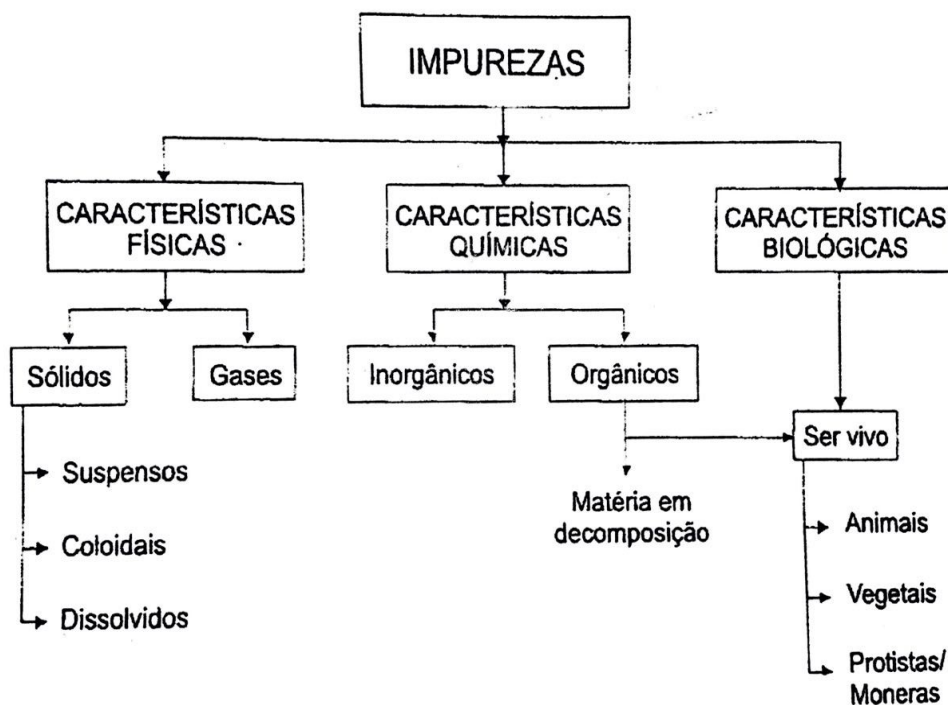 IMPUREZAS
CARACTERÍSTICAS
FÍSICAS
CARACTERÍSTICAS
QUÍMICAS
CARACTERÍSTICAS
BIOLÓGICAS
Sólidos
Gases
Inorgânicos
Orgânicos
Ser vivo
Suspensos
Coloidais
Dissolvidos
Matéria em
decomposição
Animais
Vegetais
Protistas/
Moneras